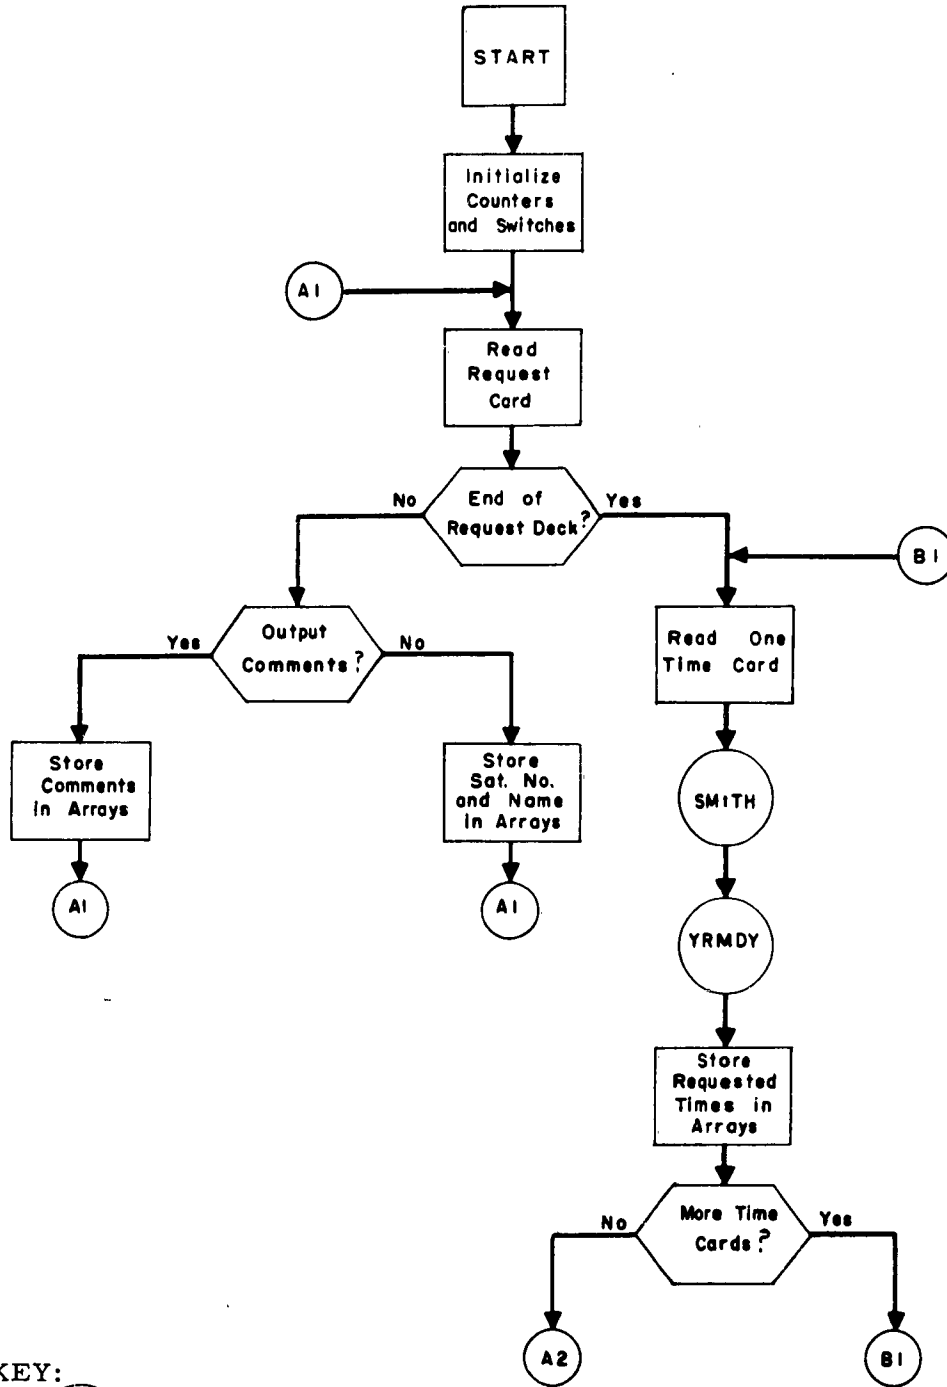 START
Initialize
Counters
and Switches
A1
Read
Request
Card
No
End of
Request Deck?
Yes
B1
Yes
Output
Comments?
No
Read One
Time Card
Store
Comments
in Arrays
Store
Sat. No.
and Name
in Arrays
SMITH
A1
A1
YRMDY
Store
Requested
Times in
Arrays
No
More Time
Cards?
Yes
A2
B1
KEY: